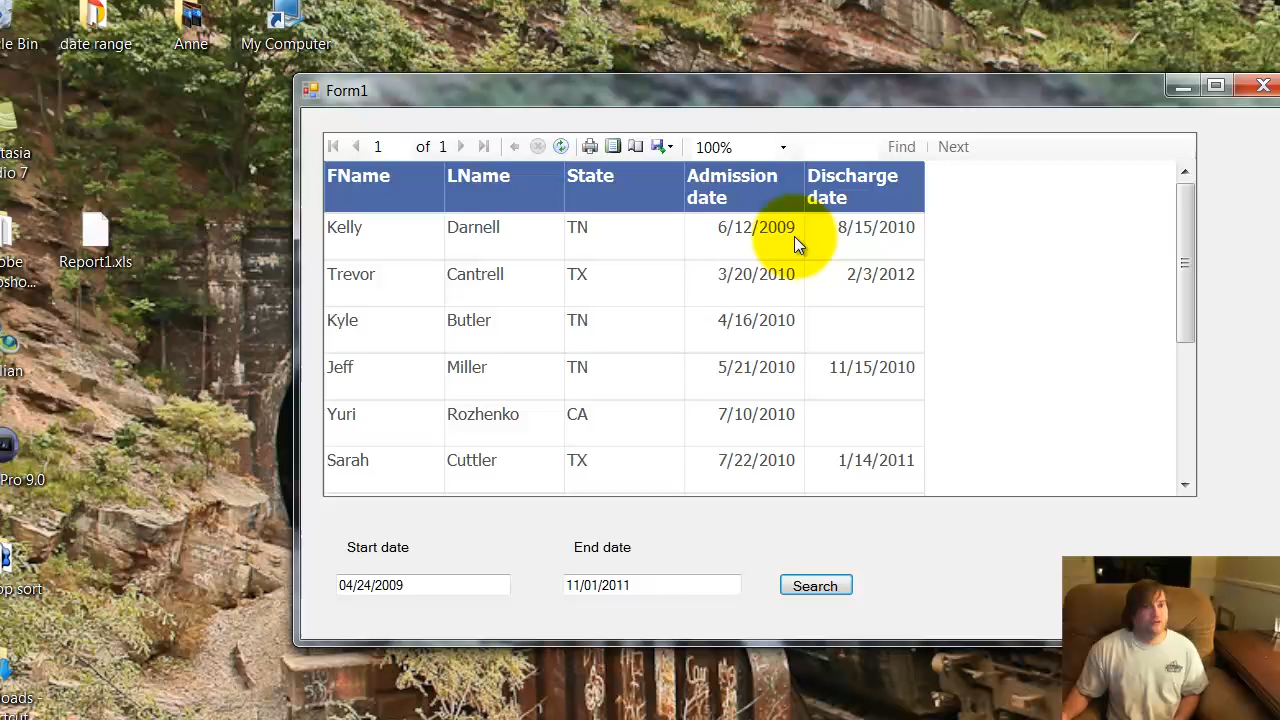 le Bin
date range
Anne
My Computer
Form1
1 of 1
100%
Find
Next
FName LName State Admission date Discharge date
Kelly Darnell TN 6/12/2009 8/15/2010
Trevor Cantrell TX 3/20/2010 2/3/2012
Kyle Butler TN 4/16/2010
Jeff Miller TN 5/21/2010 11/15/2010
Yuri Rozhenko CA 7/10/2010
Sarah Cuttler TX 7/22/2010 1/14/2011
Start date
End date
04/24/2009
11/01/2011
Search
tasia
dio 7
Report1.xls
obe
osho...
lian
Pro 9.0
op sort
loads -
rtcut